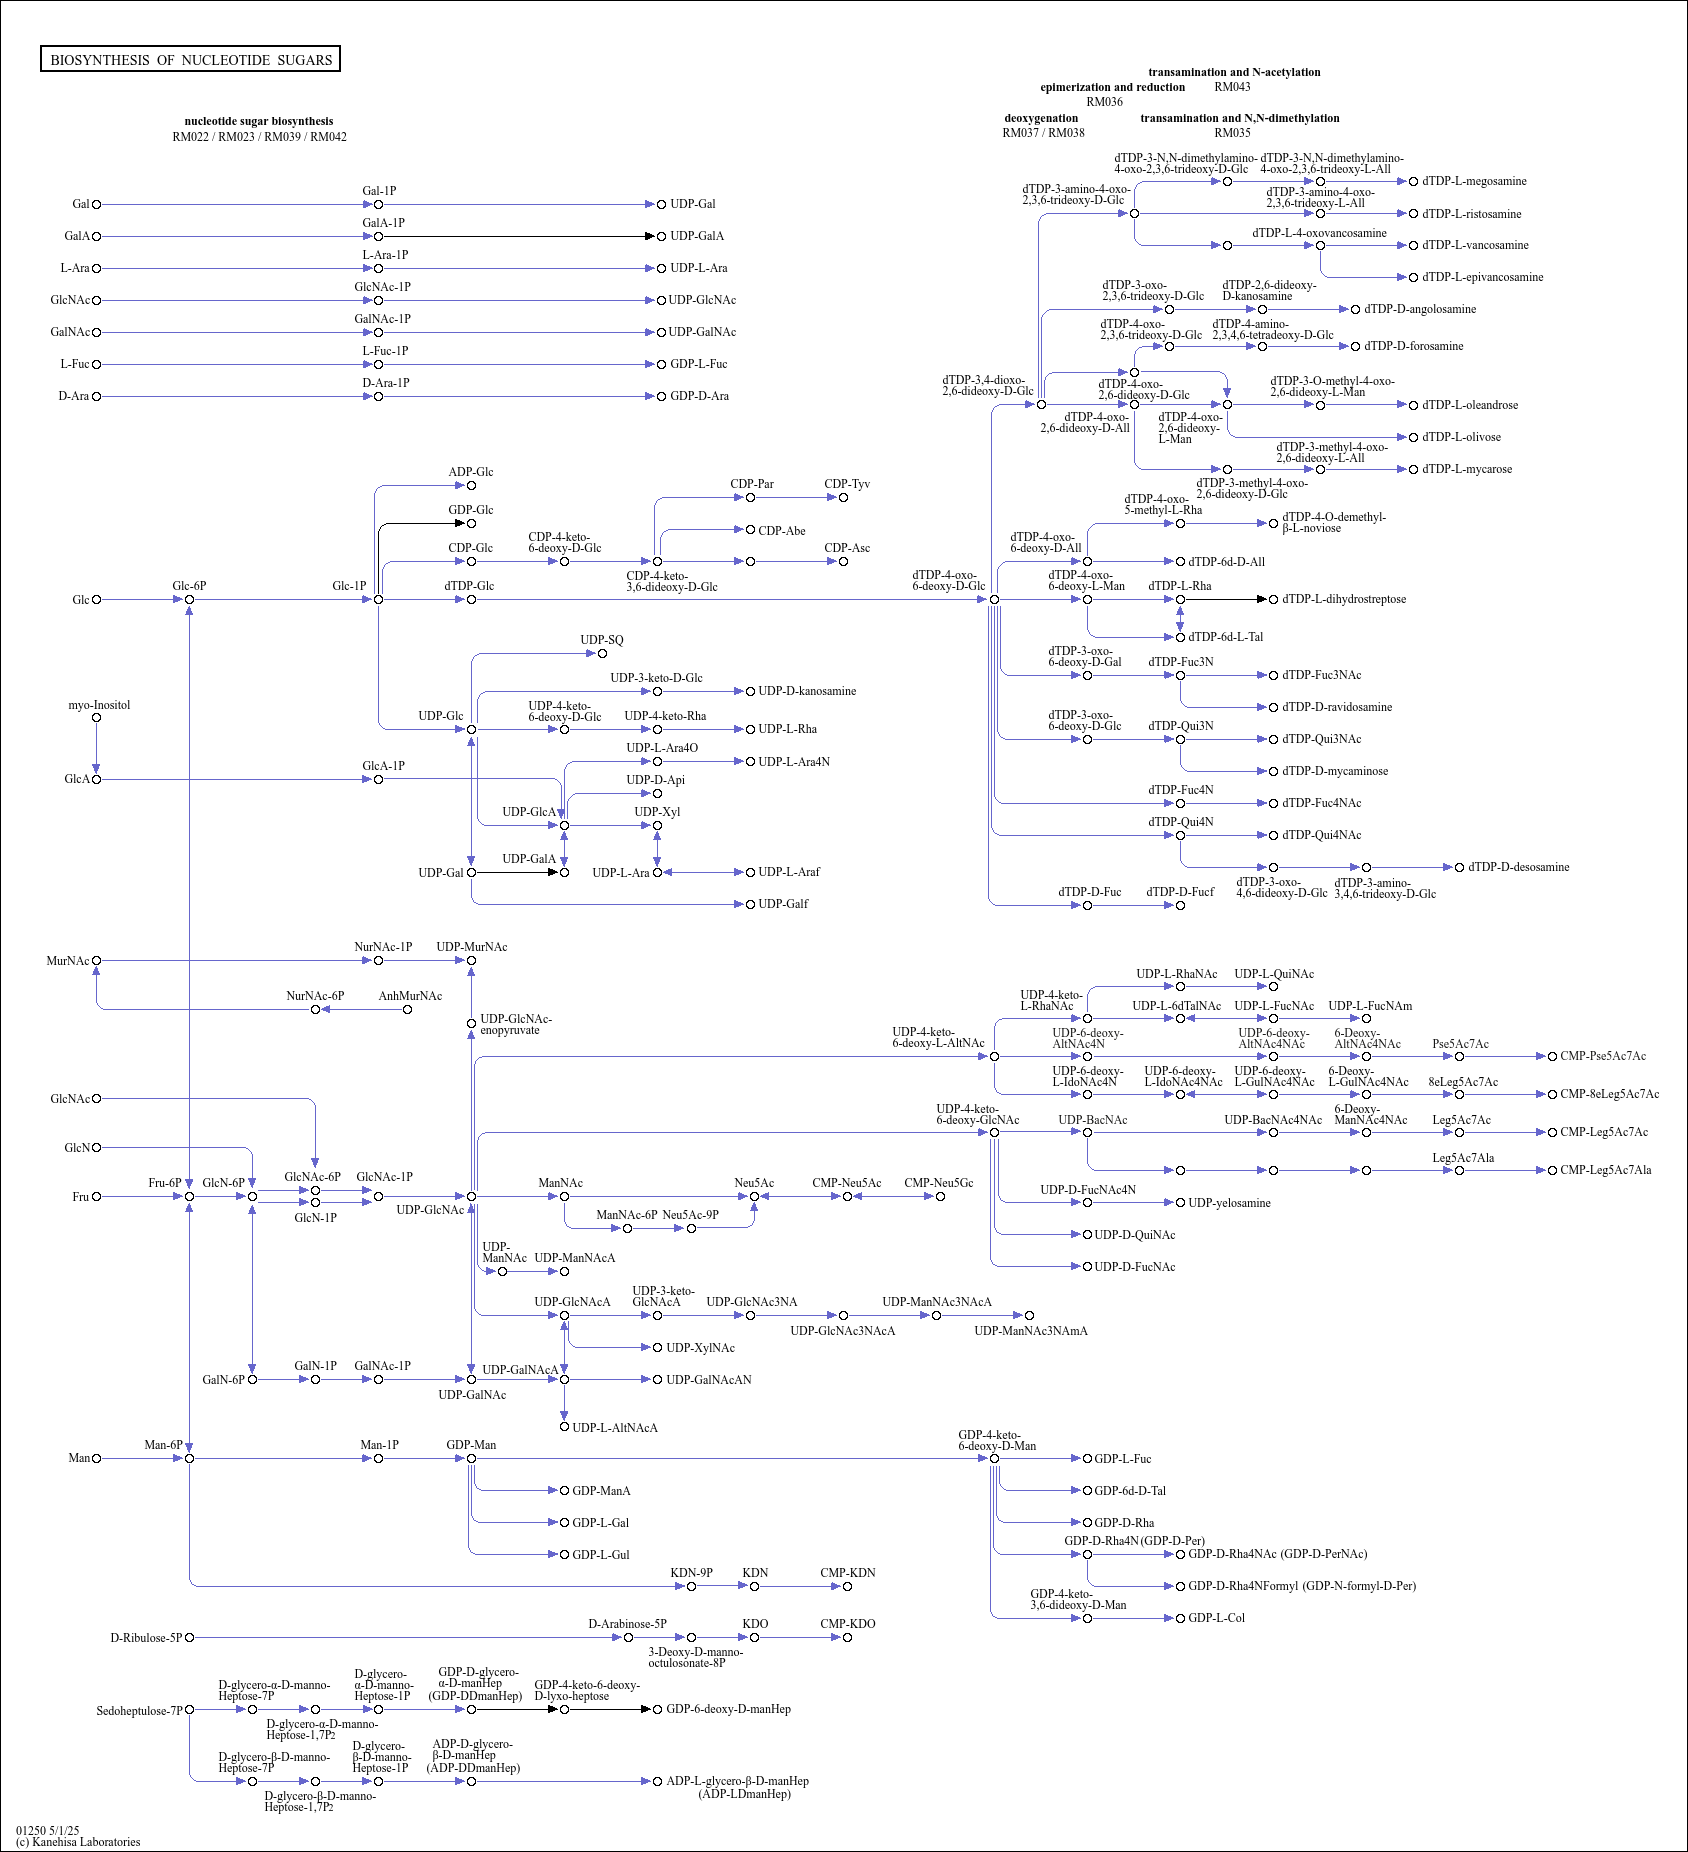 BIOSYNTHESIS OF NUCLEOTIDE SUGARS
transamination and N-acetylation
RM043
epimerization and reduction
RM036
nucleotide sugar biosynthesis
RM022 / RM023 / RM039 / RM042
deoxygenation
RM037 / RM038
transamination and N,N-dimethylation
RM035
Gal
Gal-1P
UDP-Gal
GalA
GalA-1P
UDP-GalA
L-Ara
L-Ara-1P
UDP-L-Ara
GlcNAc
GlcNAc-1P
UDP-GlcNAc
GalNAc
GalNAc-1P
UDP-GalNAc
L-Fuc
L-Fuc-1P
GDP-L-Fuc
D-Ara
D-Ara-1P
GDP-D-Ara
dTDP-3-N,N-dimethylamino-
4-oxo-2,3,6-trideoxy-D-Glc
dTDP-3-N,N-dimethylamino-
4-oxo-2,3,6-trideoxy-L-All
dTDP-L-megosamine
dTDP-3-amino-4-oxo-
2,3,6-trideoxy-D-Glc
dTDP-3-amino-4-oxo-
2,3,6-trideoxy-L-All
dTDP-L-ristosamine
dTDP-L-4-oxovancosamine
dTDP-L-vancosamine
dTDP-L-epivancosamine
dTDP-3-oxo-
2,3,6-trideoxy-D-Glc
dTDP-2,6-dideoxy-
D-kanosamine
dTDP-D-angolosamine
dTDP-4-oxo-
2,3,6-trideoxy-D-Glc
dTDP-4-amino-
2,3,4,6-tetradeoxy-D-Glc
dTDP-D-forosamine
dTDP-3,4-dioxo-
2,6-dideoxy-D-Glc
dTDP-4-oxo-
2,6-dideoxy-D-Glc
dTDP-3-O-methyl-4-oxo-
2,6-dideoxy-L-Man
dTDP-L-oleandrose
dTDP-4-oxo-
2,6-dideoxy-D-All
dTDP-4-oxo-
2,6-dideoxy-
L-Man
dTDP-L-olivose
dTDP-3-methyl-4-oxo-
2,6-dideoxy-L-All
dTDP-L-mycarose
dTDP-3-methyl-4-oxo-
2,6-dideoxy-D-Glc
ADP-Glc
GDP-Glc
CDP-Glc
CDP-4-keto-
6-deoxy-D-Glc
CDP-Par
CDP-Tyv
CDP-Abe
CDP-Asc
CDP-4-keto-
3,6-dideoxy-D-Glc
dTDP-4-oxo-
5-methyl-L-Rha
dTDP-4-O-demethyl-
β-L-noviose
dTDP-4-oxo-
6-deoxy-D-All
dTDP-6d-D-All
Glc
Glc-6P
Glc-1P
dTDP-Glc
dTDP-4-oxo-
6-deoxy-D-Glc
dTDP-4-oxo-
6-deoxy-L-Man
dTDP-L-Rha
dTDP-L-dihydrostreptose
dTDP-6d-L-Tal
UDP-SQ
dTDP-3-oxo-
6-deoxy-D-Gal
dTDP-Fuc3N
dTDP-Fuc3NAc
UDP-3-keto-D-Glc
UDP-D-kanosamine
dTDP-D-ravidosamine
myo-Inositol
UDP-Glc
UDP-4-keto-
6-deoxy-D-Glc
UDP-4-keto-Rha
UDP-L-Rha
dTDP-3-oxo-
6-deoxy-D-Glc
dTDP-Qui3N
dTDP-Qui3NAc
UDP-L-Ara4O
UDP-L-Ara4N
dTDP-D-mycaminose
GlcA
GlcA-1P
UDP-D-Api
dTDP-Fuc4N
dTDP-Fuc4NAc
UDP-GlcA
UDP-Xyl
dTDP-Qui4N
dTDP-Qui4NAc
UDP-Gal
UDP-GalA
UDP-L-Ara
UDP-L-Araf
dTDP-D-desosamine
dTDP-3-oxo-
4,6-dideoxy-D-Glc
dTDP-3-amino-
3,4,6-trideoxy-D-Glc
UDP-Galf
dTDP-D-Fuc
dTDP-D-Fucf
MurNAc
NurNAc-1P
UDP-MurNAc
NurNAc-6P
AnhMurNAc
UDP-GlcNAc-
enopyruvate
UDP-L-RhaNAc
UDP-L-QuiNAc
UDP-4-keto-
L-RhaNAc
UDP-L-6dTalNAc
UDP-L-FucNAc
UDP-L-FucNAm
UDP-4-keto-
6-deoxy-L-AltNAc
UDP-6-deoxy-
AltNAc4N
UDP-6-deoxy-
AltNAc4NAc
6-Deoxy-
AltNAc4NAc
Pse5Ac7Ac
CMP-Pse5Ac7Ac
UDP-6-deoxy-
L-IdoNAc4N
UDP-6-deoxy-
L-IdoNAc4NAc
UDP-6-deoxy-
L-GulNAc4NAc
6-Deoxy-
L-GulNAc4NAc
8eLeg5Ac7Ac
CMP-8eLeg5Ac7Ac
GlcNAc
UDP-4-keto-
6-deoxy-GlcNAc
UDP-BacNAc
UDP-BacNAc4NAc
6-Deoxy-
ManNAc4NAc
Leg5Ac7Ac
CMP-Leg5Ac7Ac
GlcN
Leg5Ac7Ala
CMP-Leg5Ac7Ala
Fru
Fru-6P
GlcN-6P
GlcNAc-6P
GlcNAc-1P
GlcN-1P
UDP-GlcNAc
ManNAc
Neu5Ac
CMP-Neu5Ac
CMP-Neu5Gc
UDP-D-FucNAc4N
UDP-yelosamine
ManNAc-6P
Neu5Ac-9P
UDP-D-QuiNAc
UDP-
ManNAc
UDP-ManNAcA
UDP-D-FucNAc
UDP-GlcNAcA
UDP-3-keto-
GlcNAcA
UDP-GlcNAc3NA
UDP-GlcNAc3NAcA
UDP-ManNAc3NAcA
UDP-ManNAc3NAmA
UDP-XylNAc
GalN-6P
GalN-1P
GalNAc-1P
UDP-GalNAc
UDP-GalNAcA
UDP-GalNAcAN
UDP-L-AltNAcA
Man
Man-6P
Man-1P
GDP-Man
GDP-4-keto-
6-deoxy-D-Man
GDP-L-Fuc
GDP-ManA
GDP-6d-D-Tal
GDP-L-Gal
GDP-D-Rha
GDP-L-Gul
GDP-D-Rha4N (GDP-D-Per)
GDP-D-Rha4NAc (GDP-D-PerNAc)
KDN-9P
KDN
CMP-KDN
GDP-D-Rha4NFormyl (GDP-N-formyl-D-Per)
GDP-4-keto-
3,6-dideoxy-D-Man
GDP-L-Col
D-Ribulose-5P
D-Arabinose-5P
3-Deoxy-D-manno-
octulosonate-8P
KDO
CMP-KDO
Sedoheptulose-7P
D-glycero-α-D-manno-
Heptose-7P
D-glycero-α-D-manno-
Heptose-1,7P2
D-glycero-
α-D-manno-
Heptose-1P
GDP-D-glycero-
α-D-manHep
(GDP-DDmanHep)
GDP-4-keto-6-deoxy-
D-lyxo-heptose
GDP-6-deoxy-D-manHep
D-glycero-β-D-manno-
Heptose-7P
D-glycero-β-D-manno-
Heptose-1,7P2
D-glycero-
β-D-manno-
Heptose-1P
ADP-D-glycero-
β-D-manHep
(ADP-DDmanHep)
ADP-L-glycero-β-D-manHep
(ADP-LDmanHep)
01250 5/1/25
(c) Kanehisa Laboratories